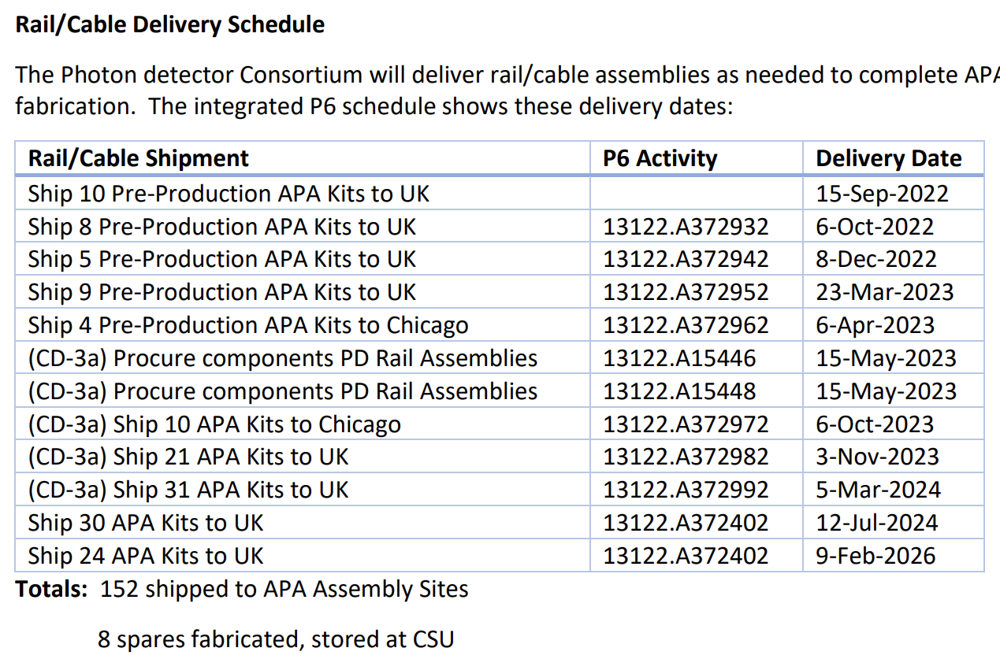 Rail/Cable Delivery Schedule
The Photon detector Consortium will deliver rail/cable assemblies as needed to complete APA
fabrication. The integrated P6 schedule shows these delivery dates:
Rail/Cable Shipment P6 Activity Delivery Date
Ship 10 Pre-Production APA Kits to UK 15-Sep-2022
Ship 8 Pre-Production APA Kits to UK 13122.A372932 6-Oct-2022
Ship 5 Pre-Production APA Kits to UK 13122.A372942 8-Dec-2022
Ship 9 Pre-Production APA Kits to UK 13122.A372952 23-Mar-2023
Ship 4 Pre-Production APA Kits to Chicago 13122.A372962 6-Apr-2023
(CD-3a) Procure components PD Rail Assemblies 13122.A15446 15-May-2023
(CD-3a) Procure components PD Rail Assemblies 13122.A15448 15-May-2023
(CD-3a) Ship 10 APA Kits to Chicago 13122.A372972 6-Oct-2023
(CD-3a) Ship 21 APA Kits to UK 13122.A372982 3-Nov-2023
(CD-3a) Ship 31 APA Kits to UK 13122.A372992 5-Mar-2024
Ship 30 APA Kits to UK 13122.A372402 12-Jul-2024
Ship 24 APA Kits to UK 13122.A372402 9-Feb-2026
Totals: 152 shipped to APA Assembly Sites
8 spares fabricated, stored at CSU